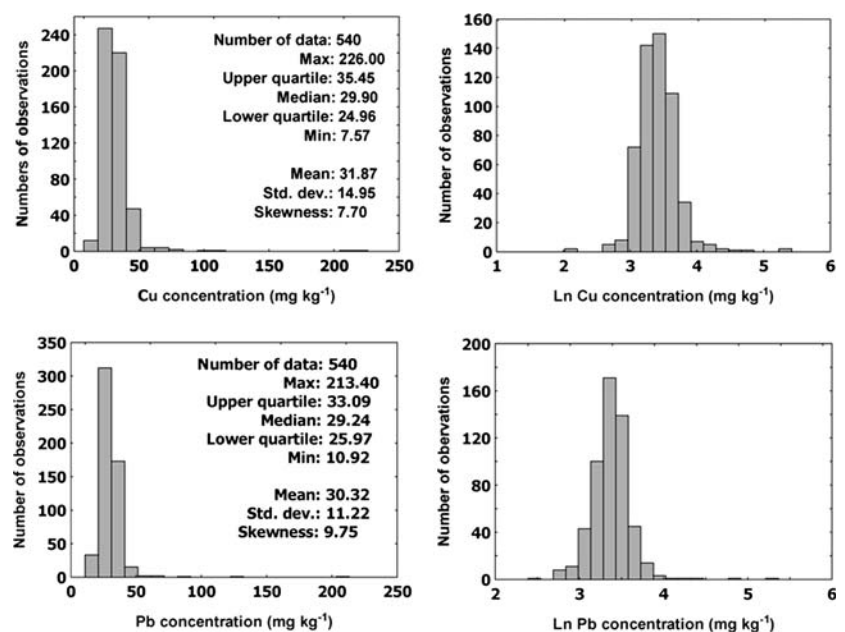 Numbers of observations
240
200
160
120
80
40
0
Number of data: 540
Max: 226.00
Upper quartile: 35.45
Median: 29.90
Lower quartile: 24.96
Min: 7.57
Mean: 31.87
Std. dev.: 14.95
Skewness: 7.70
0 50 100 150 200 250
Cu concentration (mg kg⁻¹)
Number of observations
160
140
120
100
80
60
40
20
0
1 2 3 4 5 6
Ln Cu concentration (mg kg⁻¹)
Number of observations
350
300
250
200
150
100
50
0
Number of data: 540
Max: 213.40
Upper quartile: 33.09
Median: 29.24
Lower quartile: 25.97
Min: 10.92
Mean: 30.32
Std. dev.: 11.22
Skewness: 9.75
0 50 100 150 200 250
Pb concentration (mg kg⁻¹)
Number of obervations
200
160
120
80
40
0
2 3 4 5 6
Ln Pb concentration (mg kg⁻¹)